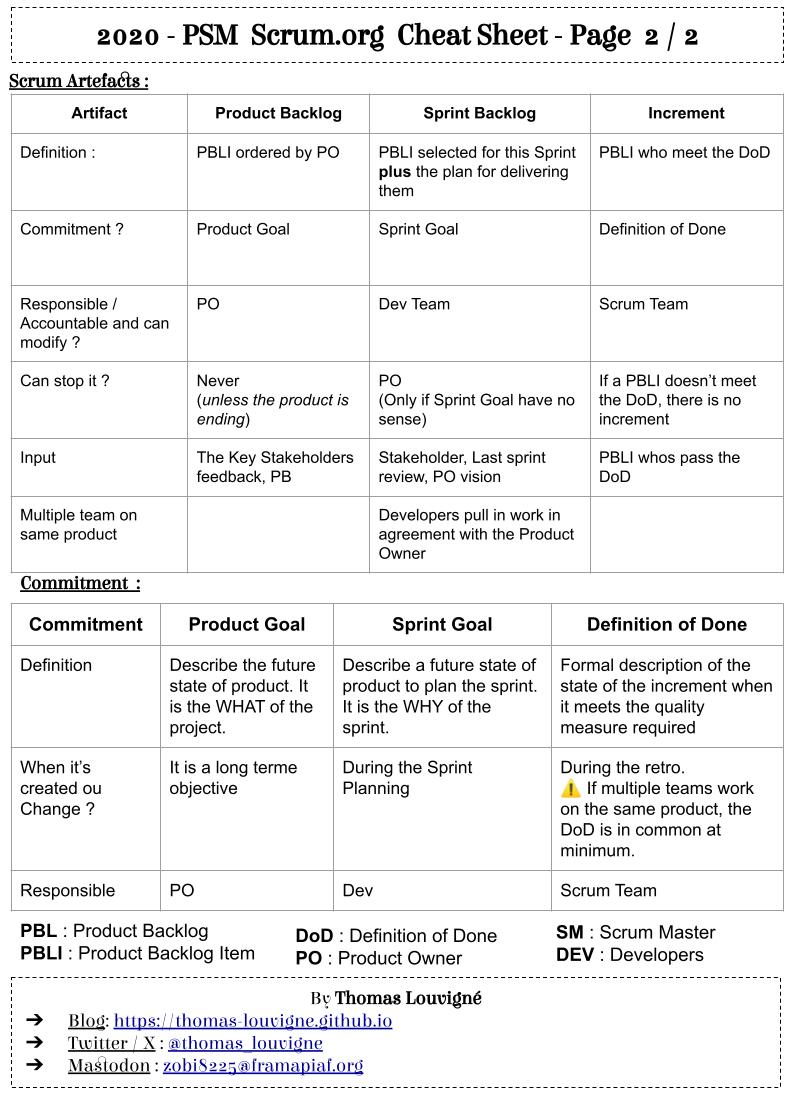 2020 - PSM Scrum.org Cheat Sheet - Page 2 / 2
Scrum Artefacts :
Artifact
Product Backlog
Sprint Backlog
Increment
Definition :
PBLI ordered by PO
PBLI selected for this Sprint
plus the plan for delivering
them
PBLI who meet the DoD
Commitment ?
Product Goal
Sprint Goal
Definition of Done
Responsible /
Accountable and can
modify ?
PO
Dev Team
Scrum Team
Can stop it ?
Never
(unless the product is
ending)
PO
(Only if Sprint Goal have no
sense)
If a PBLI doesn't meet
the DoD, there is no
increment
Input
The Key Stakeholders
feedback, PB
Stakeholder, Last sprint
review, PO vision
PBLI whos pass the
DoD
Multiple team on
same product
Developers pull in work in
agreement with the Product
Owner
Commitment :
Commitment
Product Goal
Sprint Goal
Definition of Done
Definition
Describe the future
state of product. It
is the WHAT of the
project.
Describe a future state of
product to plan the sprint.
It is the WHY of the
sprint.
Formal description of the
state of the increment when
it meets the quality
measure required
When it's
created ou
Change ?
It is a long terme
objective
During the Sprint
Planning
During the retro.
⚠️ If multiple teams work
on the same product, the
DoD is in common at
minimum.
Responsible
PO
Dev
Scrum Team
PBL : Product Backlog
PBLI : Product Backlog Item
DoD : Definition of Done
PO : Product Owner
SM : Scrum Master
DEV : Developers
By Thomas Louvigné
➔ Blog: https://thomas-louvigne.github.io
➔ Twitter / X : @thomas_louvigne
➔ Mastodon : zobi8225@framapiaf.org